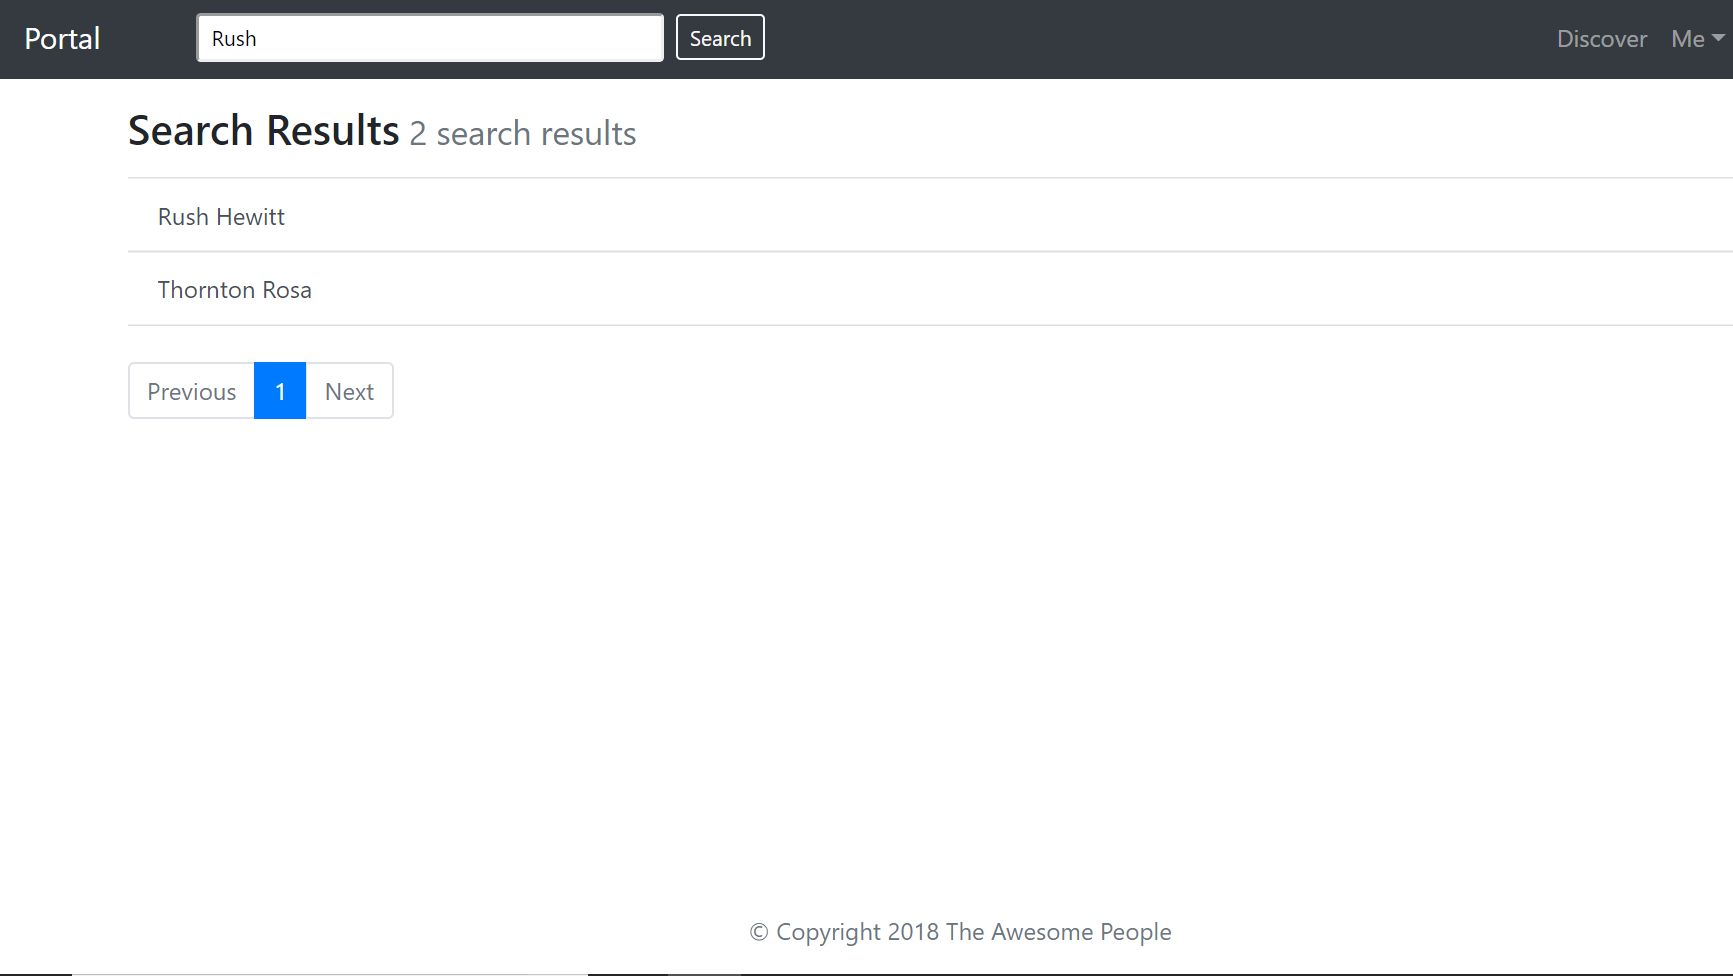 Portal Rush Search Discover Me
Search Results 2 search results
Rush Hewitt
Thornton Rosa
Previous 1 Next
© Copyright 2018 The Awesome People